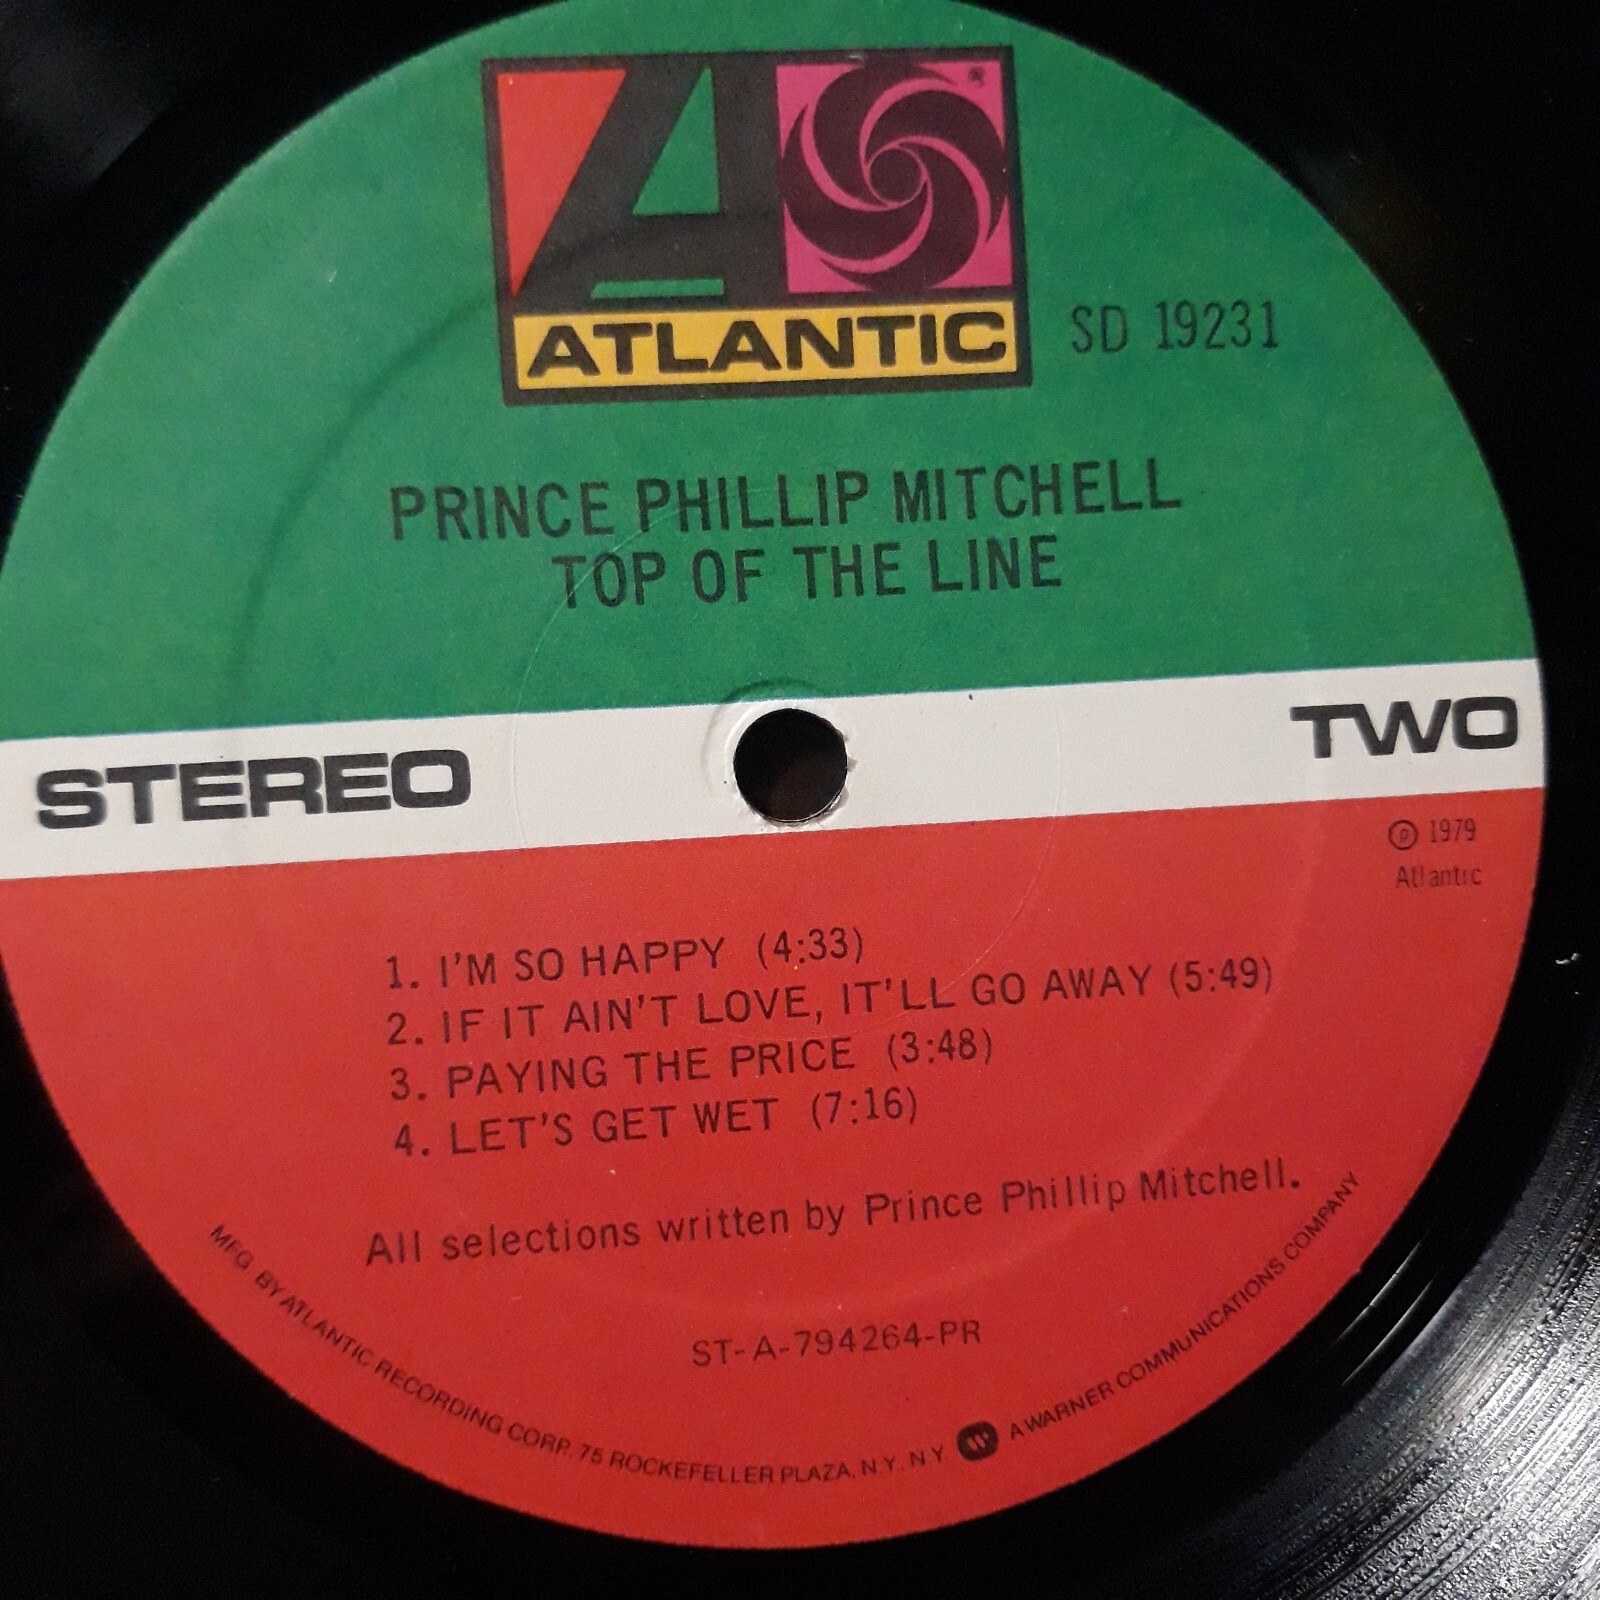 ATLANTIC
®
SD 19231
PRINCE PHILLIP MITCHELL
TOP OF THE LINE
STEREO
TWO
℗ 1979
Atlantic
1. I'M SO HAPPY (4:33)
2. IF IT AIN'T LOVE, IT'LL GO AWAY (5:49)
3. PAYING THE PRICE (3:48)
4. LET'S GET WET (7:16)
All selections written by Prince Phillip Mitchell.
ST-A-794264-PR
MFG. BY ATLANTIC RECORDING CORP. 75 ROCKEFELLER PLAZA, N.Y. N.Y. A WARNER COMMUNICATIONS COMPANY